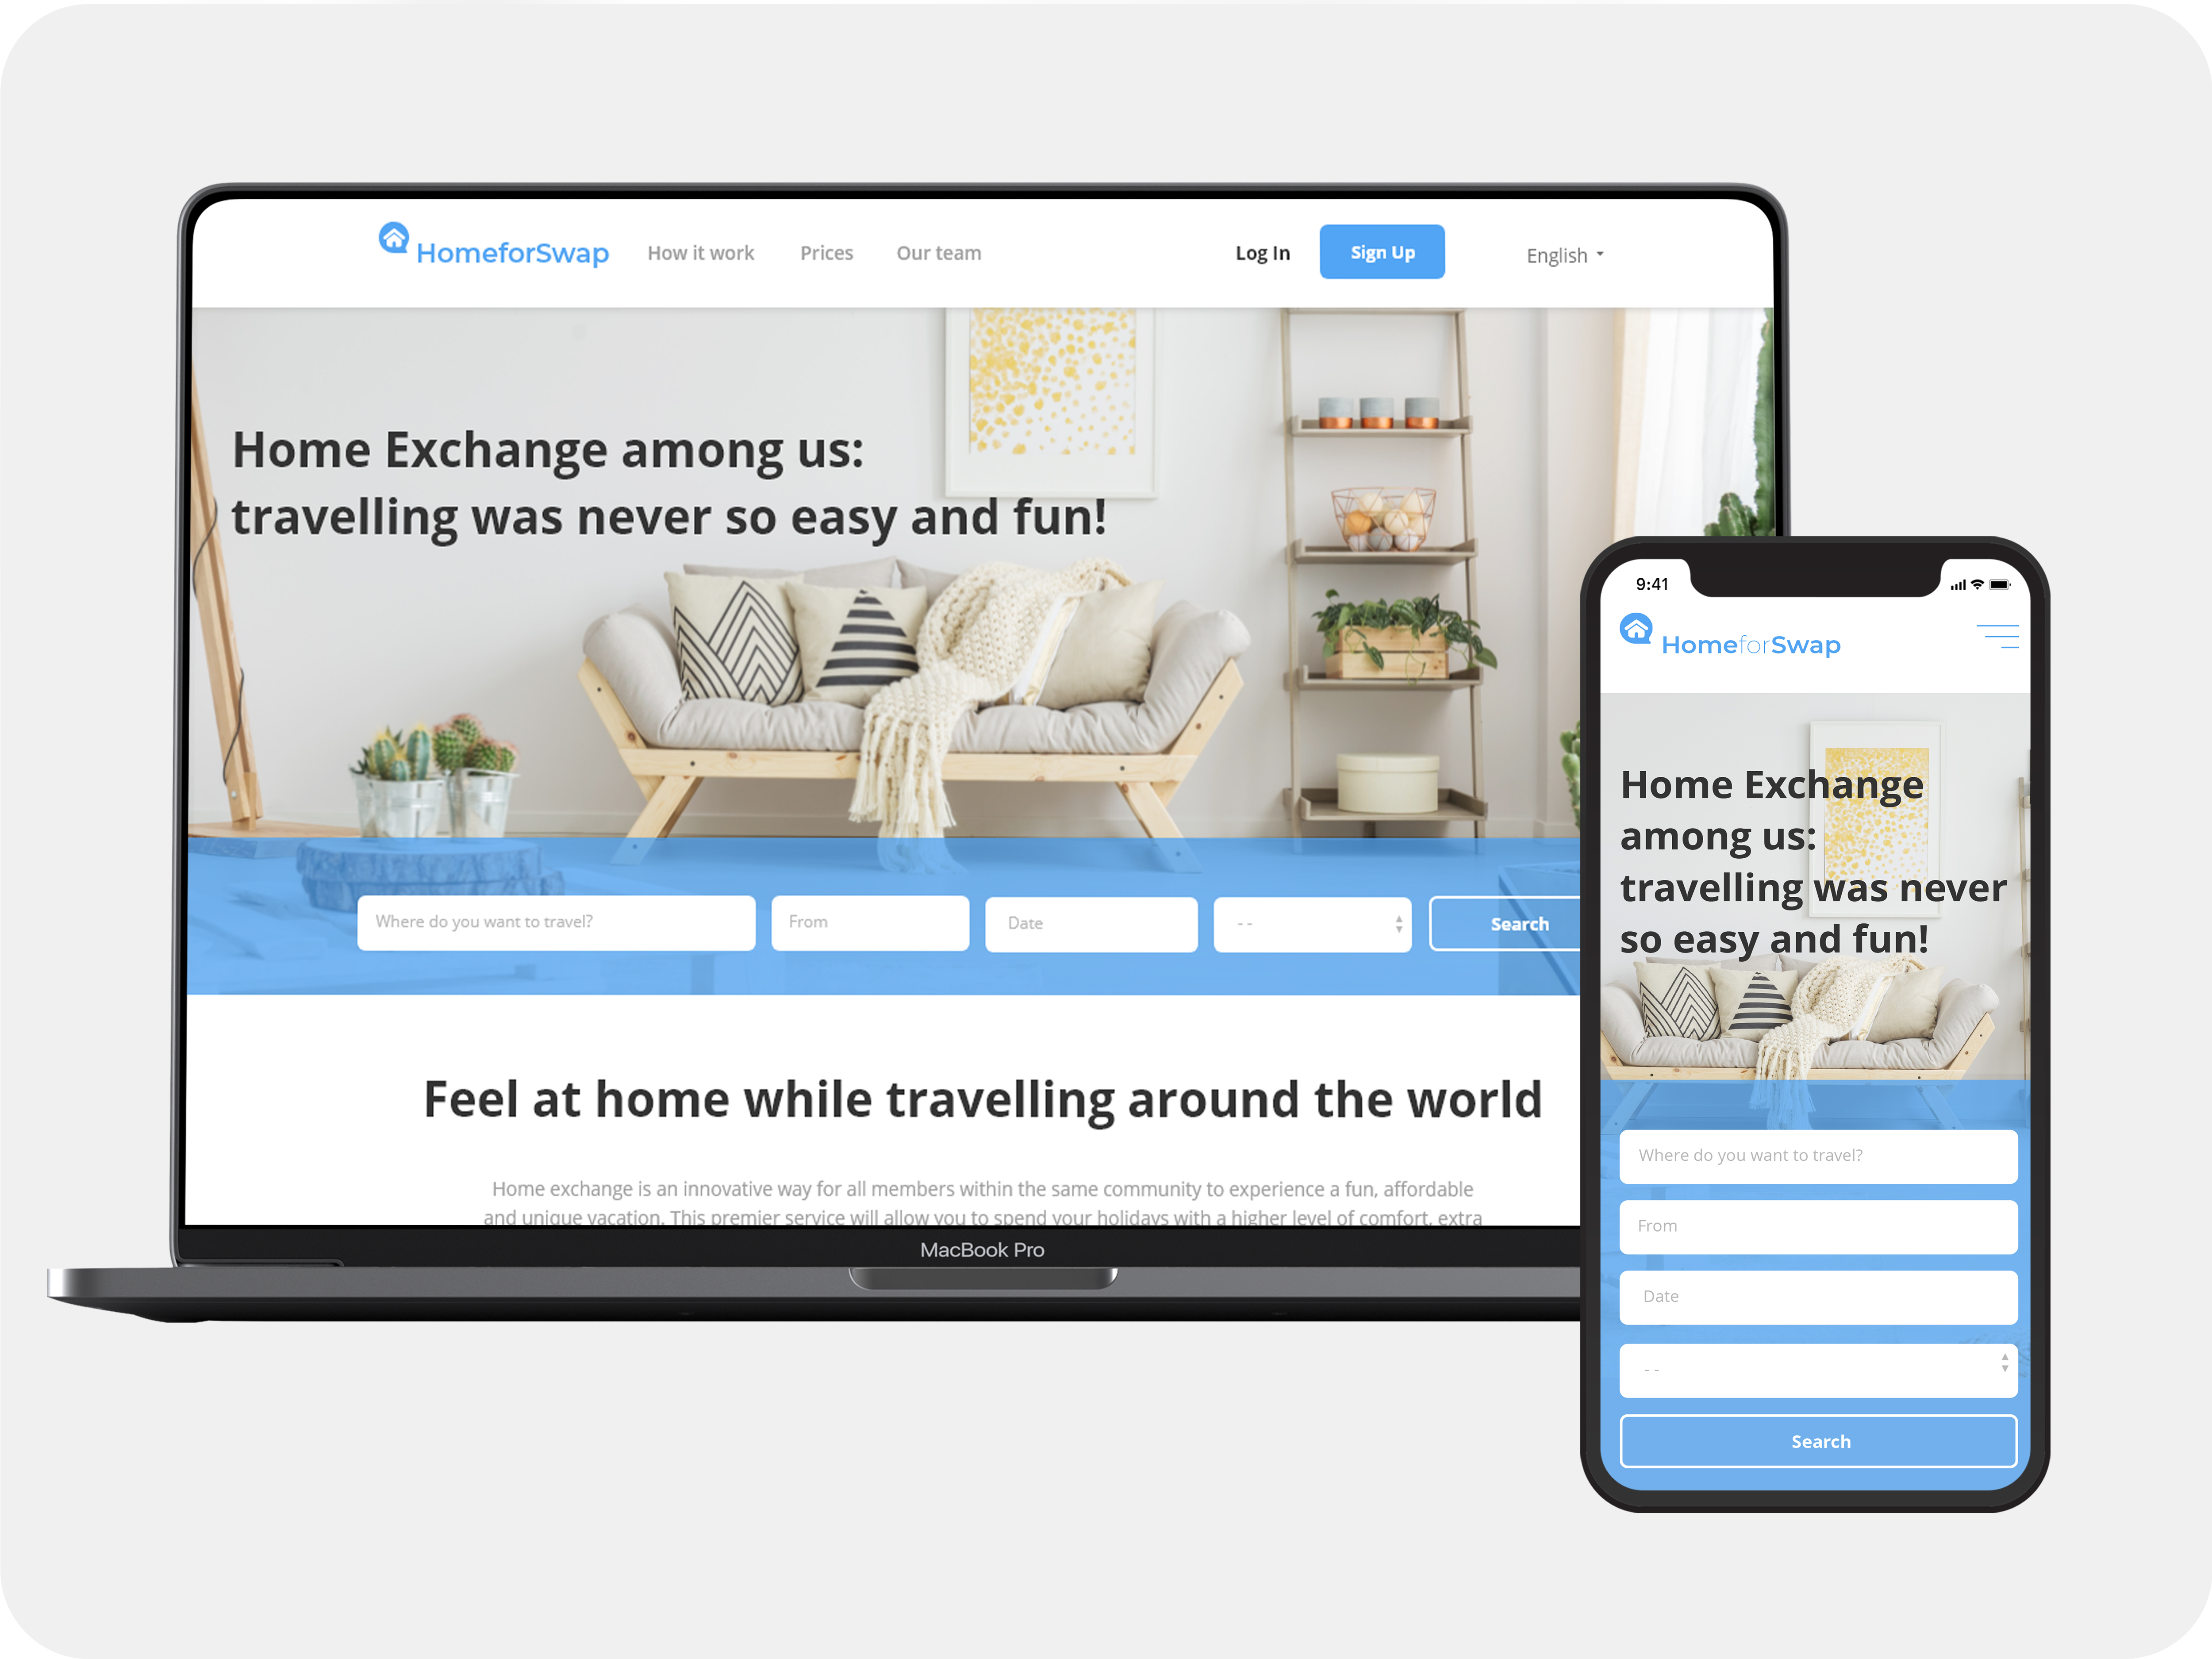 HomeforSwap
How it work
Prices
Our team
Log In
Sign Up
English
Home Exchange among us:
travelling was never so easy and fun!
Where do you want to travel?
From
Date
--
Search
Feel at home while travelling around the world
Home exchange is an innovative way for all members within the same community to experience a fun, affordable
and unique vacation. This premier service will allow you to spend your holidays with a higher level of comfort, extra
MacBook Pro
9:41
HomeforSwap
Home Exchange
among us:
travelling was never
so easy and fun!
Where do you want to travel?
From
Date
--
Search